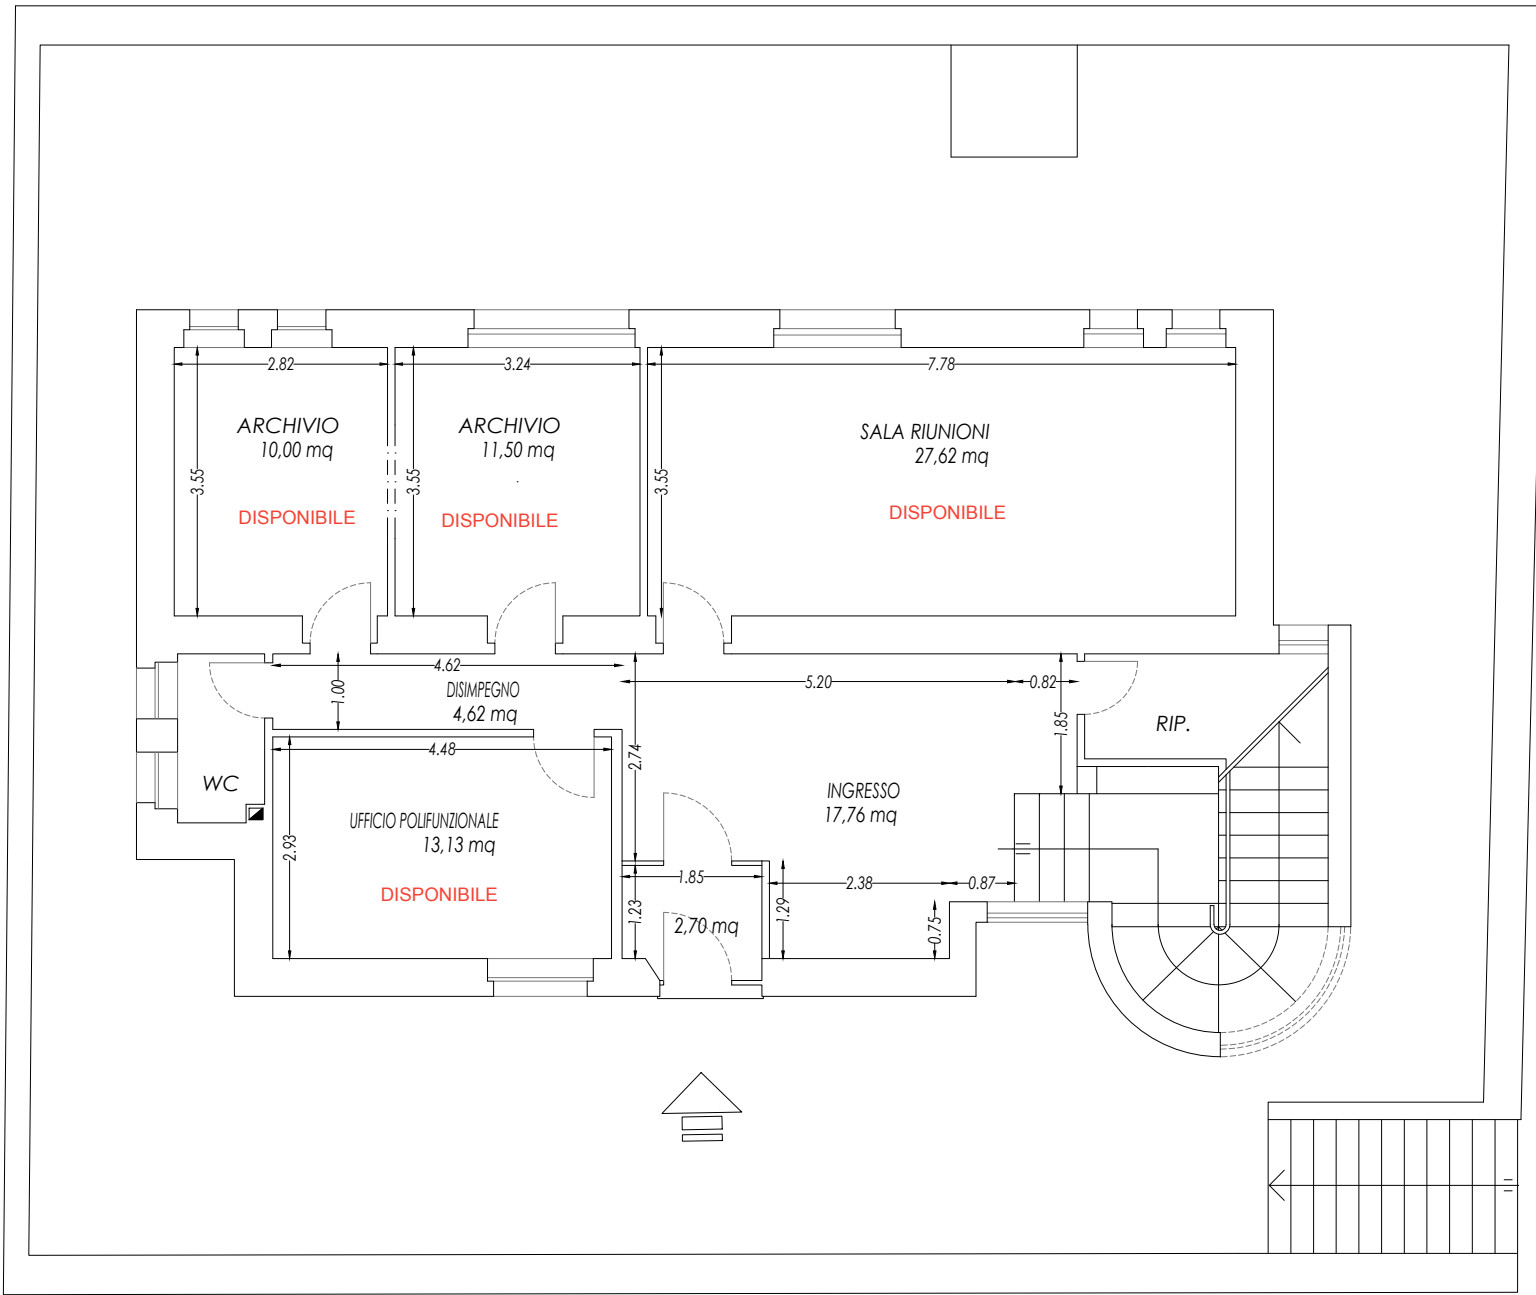 2.82
3.24
7.78
ARCHIVIO
10,00 mq
ARCHIVIO
11,50 mq
SALA RIUNIONI
27,62 mq
3.55
3.55
3.55
DISPONIBILE
DISPONIBILE
DISPONIBILE
4.62
DISIMPEGNO
4,62 mq
1.00
5.20
0.82
1.85
RIP.
4.48
2.74
WC
INGRESSO
17,76 mq
UFFICIO POLIFUNZIONALE
13,13 mq
2.93
DISPONIBILE
1.85
2.38
0.87
1.23
2,70 mq
1.29
0.75